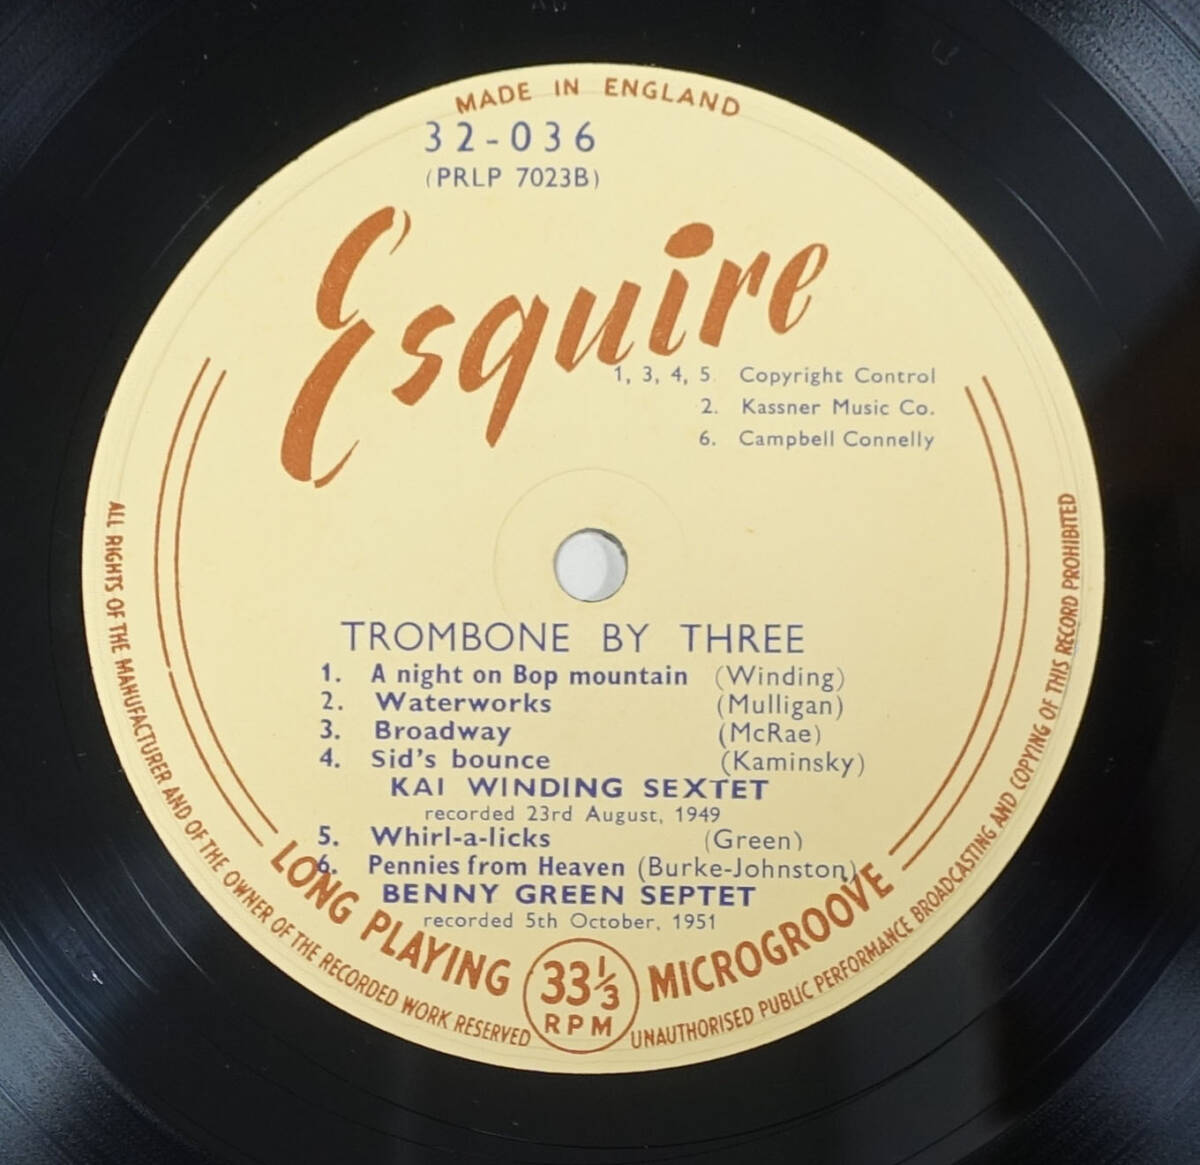 MADE IN ENGLAND
32-036
(PRLP 7023B)
Esquire
1, 3, 4, 5. Copyright Control
2. Kassner Music Co.
6. Campbell Connelly
TROMBONE BY THREE
1. A night on Bop mountain (Winding)
2. Waterworks (Mulligan)
3. Broadway (McRae)
4. Sid's bounce (Kaminsky)
KAI WINDING SEXTET
recorded 23rd August, 1949
5. Whirl-a-licks (Green)
6. Pennies from Heaven (Burke-Johnston)
BENNY GREEN SEPTET
recorded 5th October, 1951
LONG PLAYING 33⅓ RPM MICROGROOVE
ALL RIGHTS OF THE MANUFACTURER AND OF THE OWNER OF THE RECORDED WORK RESERVED
UNAUTHORISED PUBLIC PERFORMANCE BROADCASTING AND COPYING OF THIS RECORD PROHIBITED